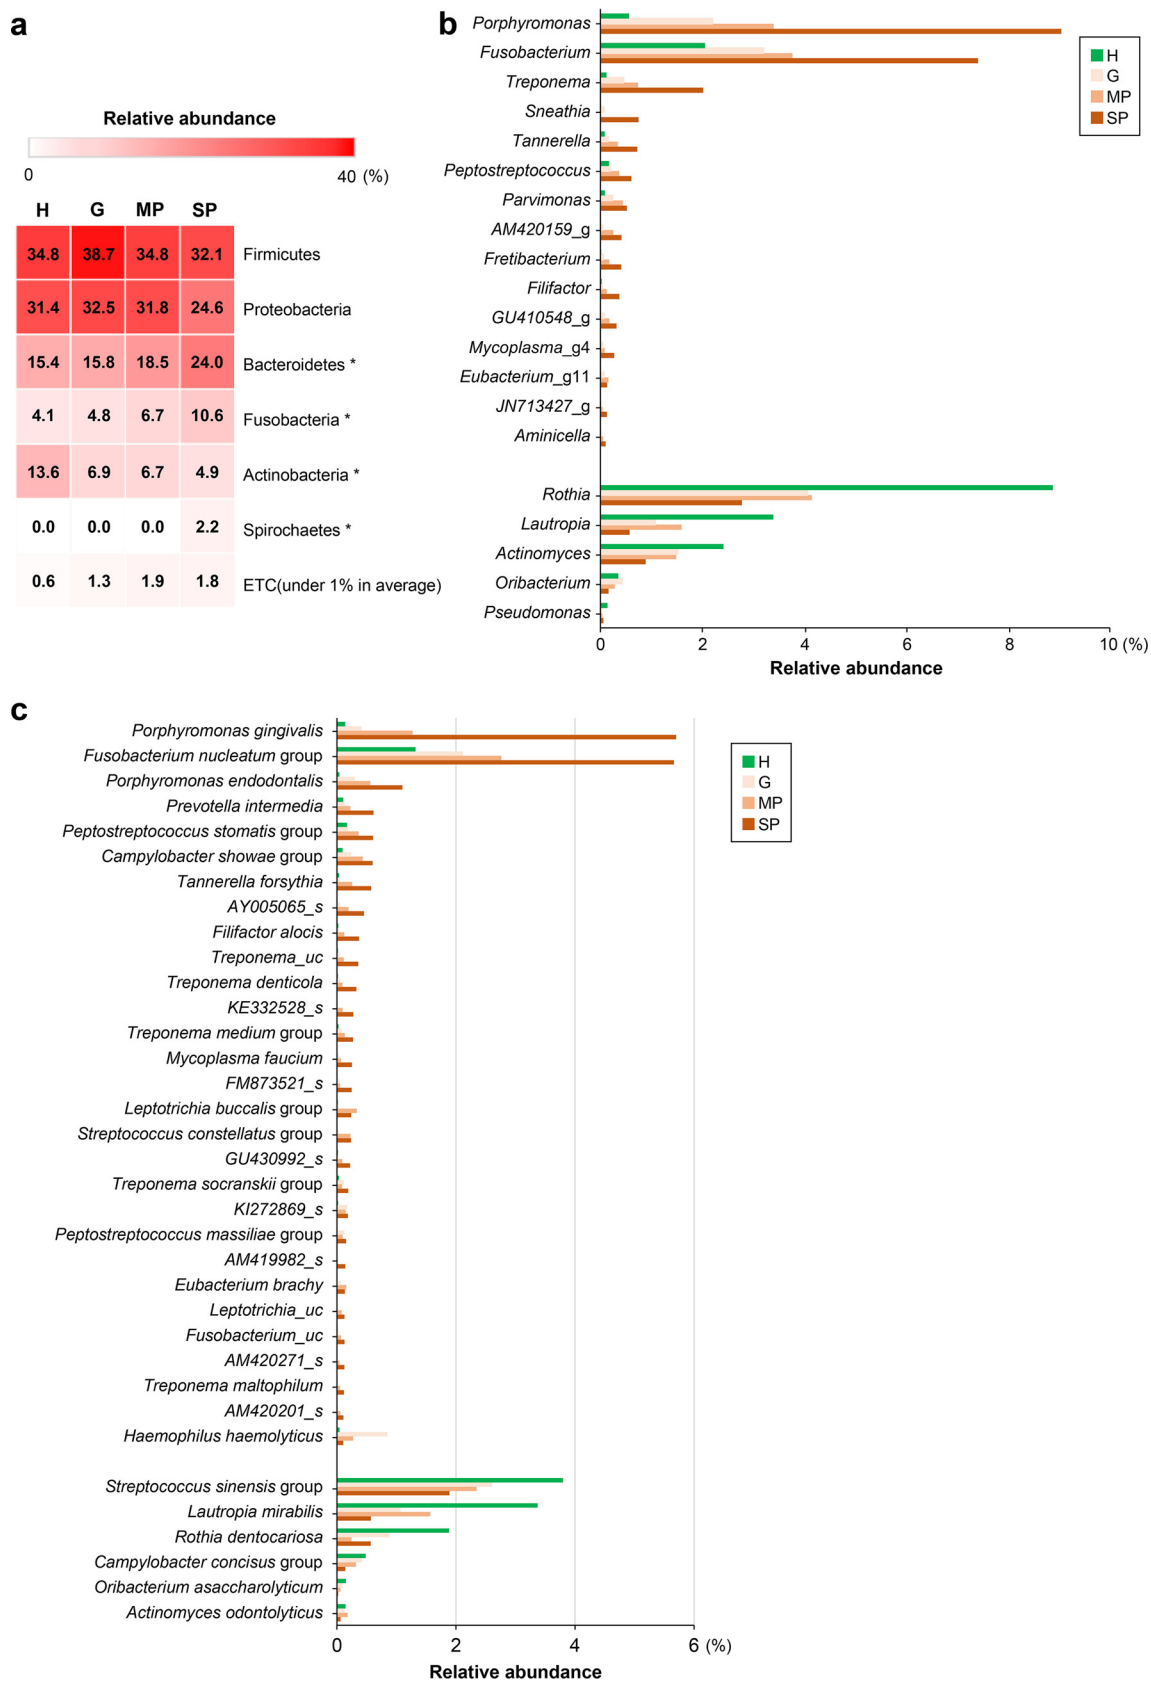 a
Relative abundance
0 40 (%)
H G MP SP
34.8 38.7 34.8 32.1 Firmicutes
31.4 32.5 31.8 24.6 Proteobacteria
15.4 15.8 18.5 24.0 Bacteroidetes *
4.1 4.8 6.7 10.6 Fusobacteria *
13.6 6.9 6.7 4.9 Actinobacteria *
0.0 0.0 0.0 2.2 Spirochaetes *
0.6 1.3 1.9 1.8 ETC(under 1% in average)
b
Porphyromonas
Fusobacterium
Treponema
Sneathia
Tannerella
Peptostreptococcus
Parvimonas
AM420159_g
Fretibacterium
Filifactor
GU410548_g
Mycoplasma_g4
Eubacterium_g11
JN713427_g
Aminicella
Rothia
Lautropia
Actinomyces
Oribacterium
Pseudomonas
0 2 4 6 8 10 (%)
Relative abundance
H
G
MP
SP
c
Porphyromonas gingivalis
Fusobacterium nucleatum group
Porphyromonas endodontalis
Prevotella intermedia
Peptostreptococcus stomatis group
Campylobacter showae group
Tannerella forsythia
AY005065_s
Filifactor alocis
Treponema_uc
Treponema denticola
KE332528_s
Treponema medium group
Mycoplasma faucium
FM873521_s
Leptotrichia buccalis group
Streptococcus constellatus group
GU430992_s
Treponema socranskii group
KI272869_s
Peptostreptococcus massiliae group
AM419982_s
Eubacterium brachy
Leptotrichia_uc
Fusobacterium_uc
AM420271_s
Treponema maltophilum
AM420201_s
Haemophilus haemolyticus
Streptococcus sinensis group
Lautropia mirabilis
Rothia dentocariosa
Campylobacter concisus group
Oribacterium asaccharolyticum
Actinomyces odontolyticus
0 2 4 6 (%)
Relative abundance
H
G
MP
SP